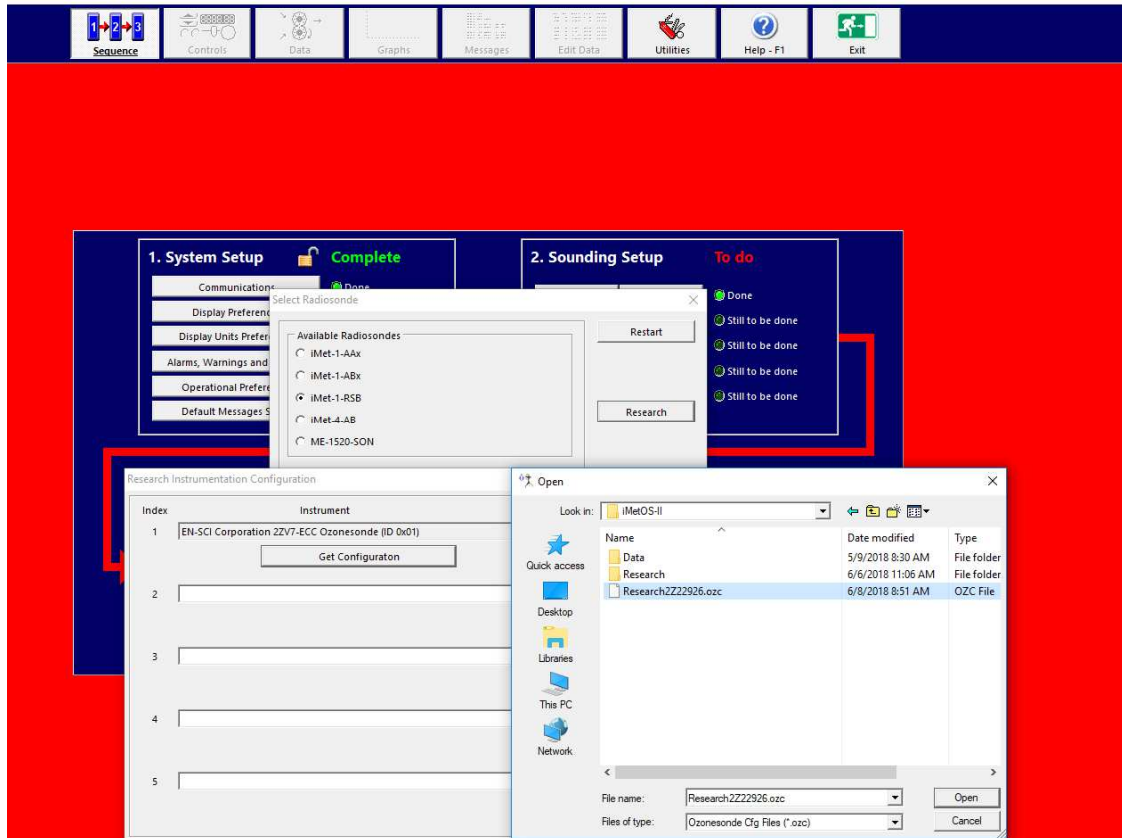 Sequence
Controls
Data
Graphs
Messages
Edit Data
Utilities
Help - F1
Exit
1. System Setup Complete
Communications Done
Display Preferenc
Display Units Prefer
Alarms, Warnings and
Operational Prefere
Default Messages S
2. Sounding Setup To do
Done
Still to be done
Still to be done
Still to be done
Still to be done
Select Radiosonde
Available Radiosondes
iMet-1-AAx
iMet-1-ABx
iMet-1-RSB
iMet-4-AB
ME-1520-SON
Restart
Research
Research Instrumentation Configuration
Index Instrument
1 EN-SCI Corporation 2ZV7-ECC Ozonesonde (ID 0x01)
Get Configuraton
2
3
4
5
Open
Look in: iMetOS-II
Quick access
Desktop
Libraries
This PC
Network
Name Date modified Type
Data 5/9/2018 8:30 AM File folder
Research 6/6/2018 11:06 AM File folder
Research2Z22926.ozc 6/8/2018 8:51 AM OZC File
File name: Research2Z22926.ozc Open
Files of type: Ozonesonde Cfg Files (*.ozc) Cancel